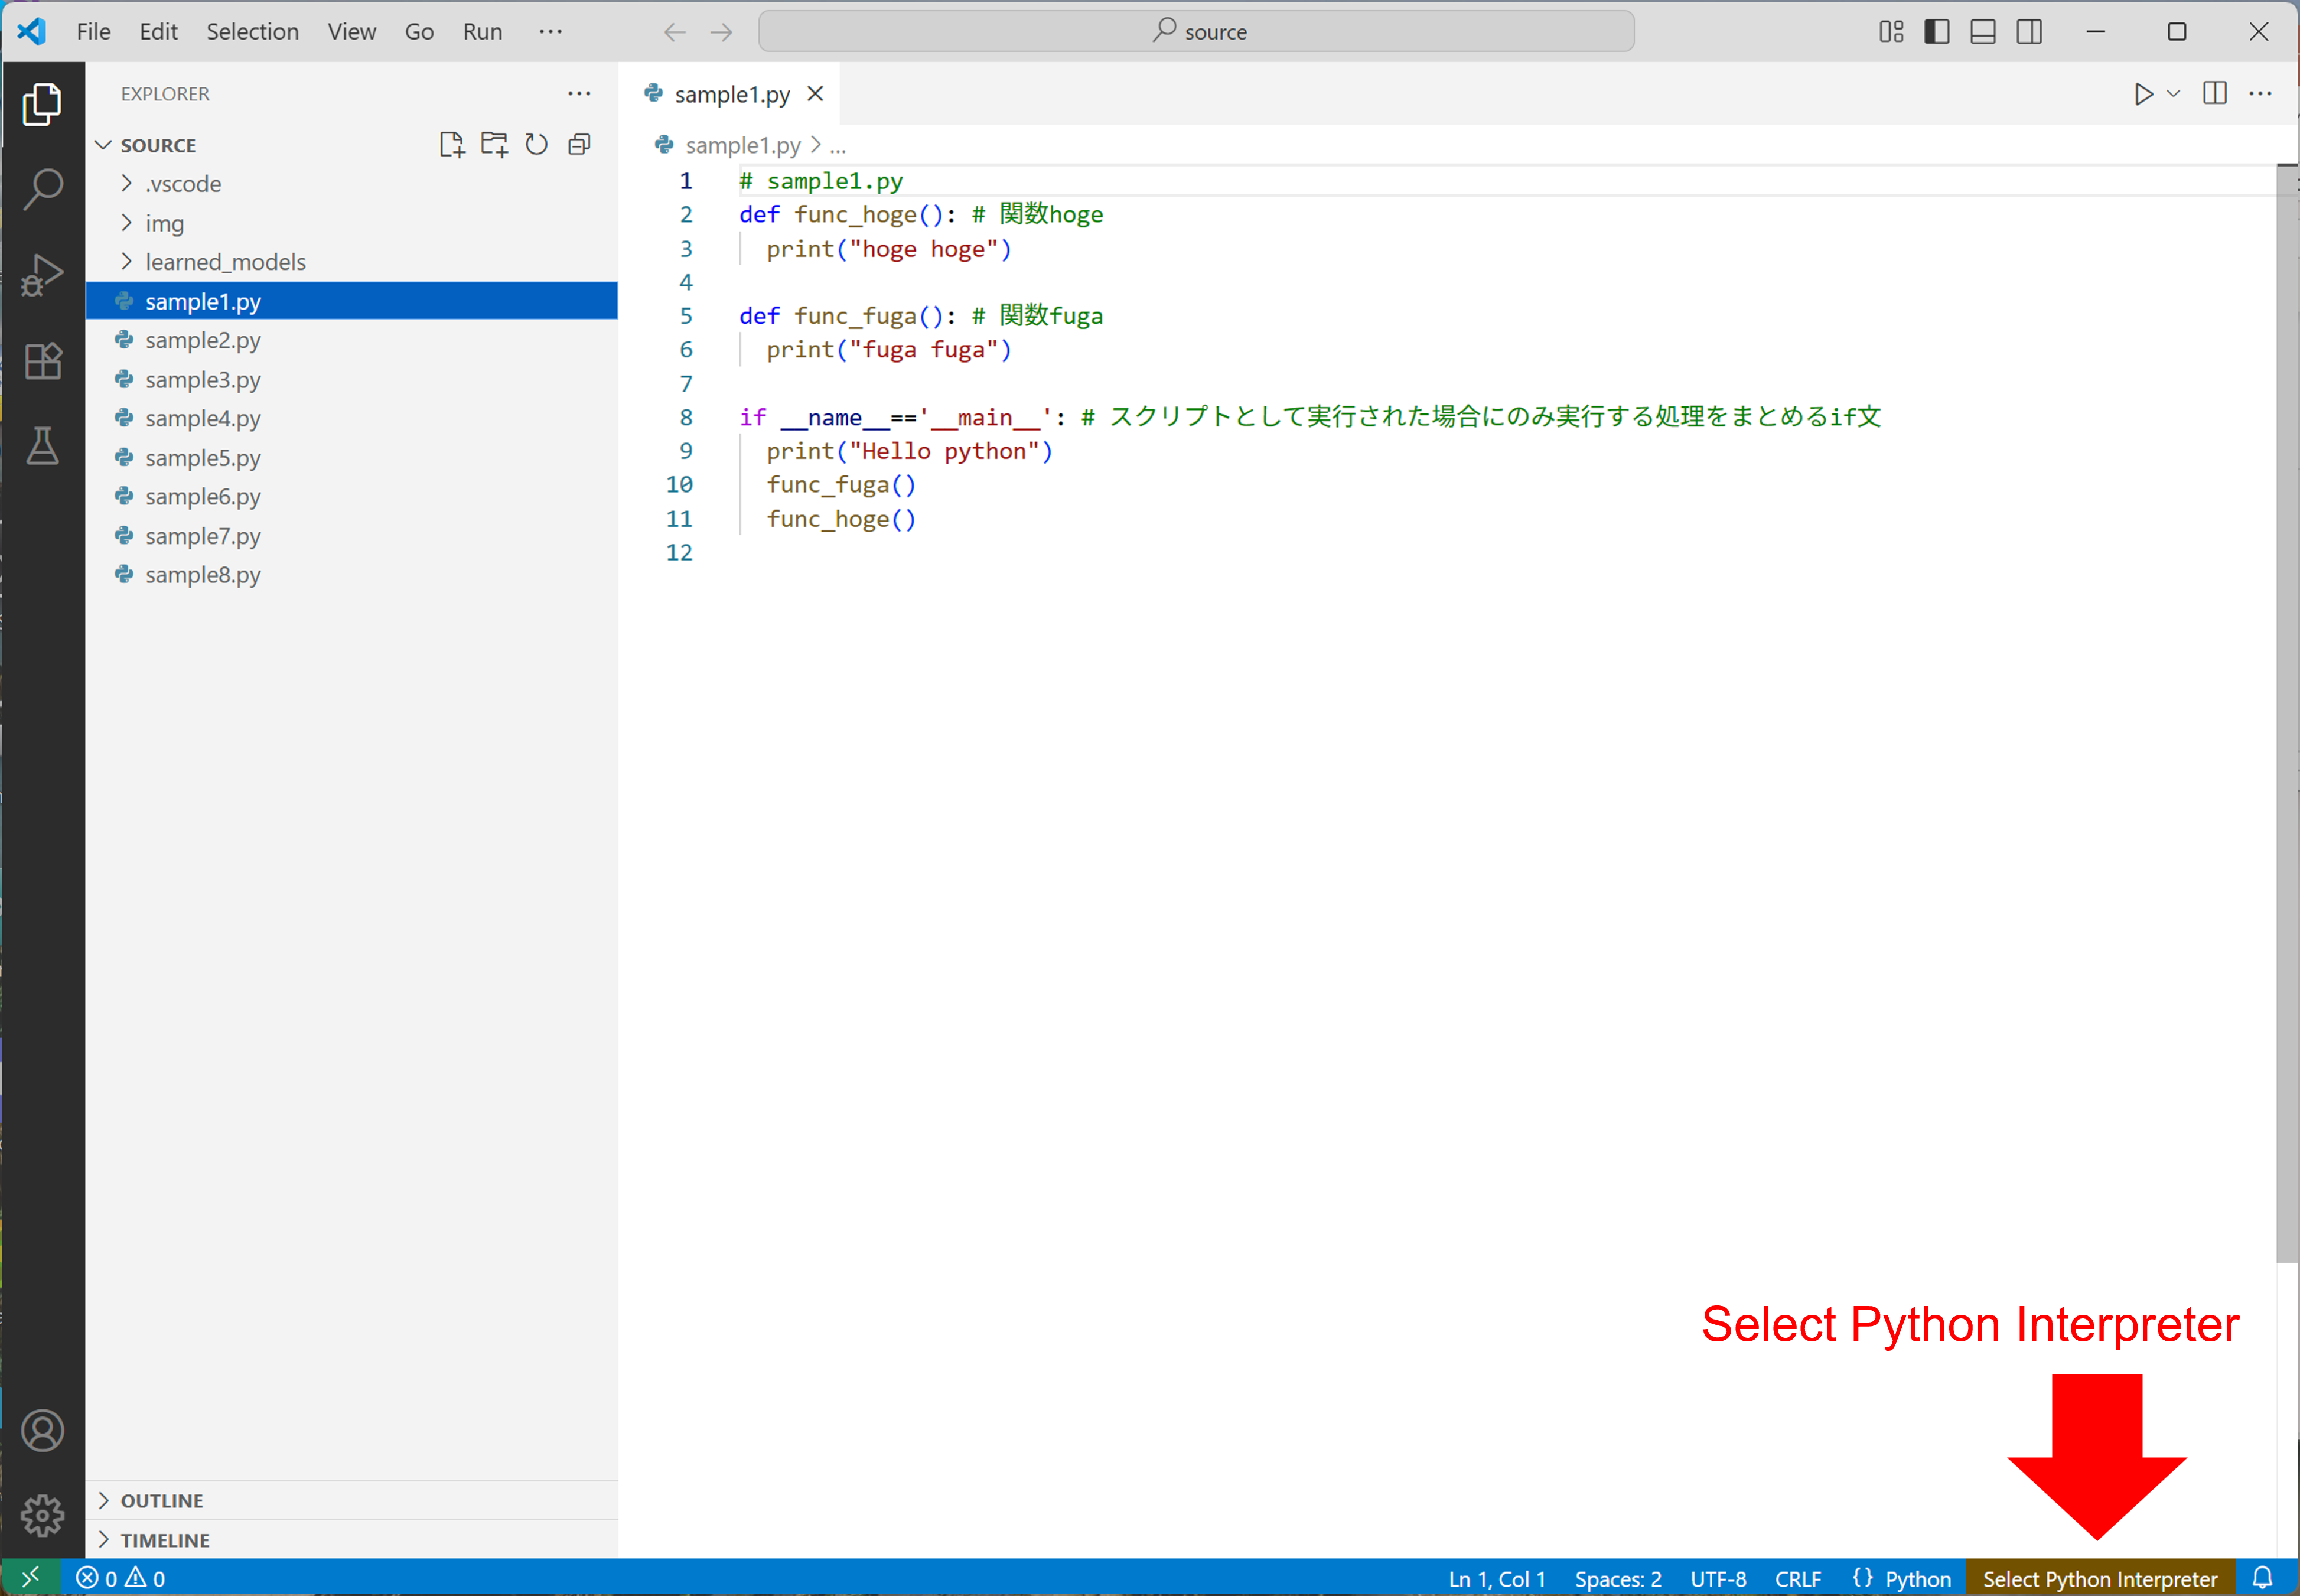 File Edit Selection View Go Run ··· source
EXPLORER ···
SOURCE
.vscode
img
learned_models
sample1.py
sample2.py
sample3.py
sample4.py
sample5.py
sample6.py
sample7.py
sample8.py
OUTLINE
TIMELINE
sample1.py
sample1.py > ...
1 # sample1.py
2 def func_hoge(): # 関数hoge
3 print("hoge hoge")
4
5 def func_fuga(): # 関数fuga
6 print("fuga fuga")
7
8 if __name__=='__main__': # スクリプトとして実行された場合にのみ実行する処理をまとめるif文
9 print("Hello python")
10 func_fuga()
11 func_hoge()
12
Select Python Interpreter
0 0 Ln 1, Col 1 Spaces: 2 UTF-8 CRLF {} Python Select Python Interpreter